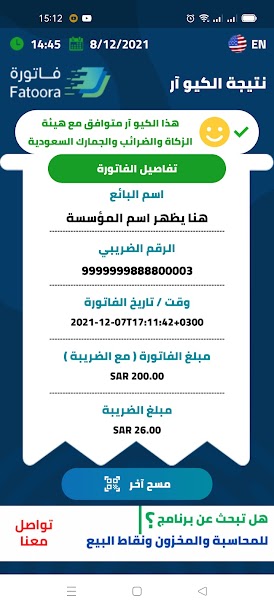 15:12
14:45 8/12/2021 EN
فـاتورة
Fatoora
نتيجة الكيو آر
هذا الكيو آر متوافق مع هيئة
الزكاة والضرائب والجمارك السعودية
تفاصيل الفاتورة
اسم البائع
هنا يظهر اسم المؤسسة
الرقم الضريبي
9999999888800003
وقت / تاريخ الفاتورة
2021-12-07T17:11:42+0300
مبلغ الفاتورة ( مع الضريبة )
SAR 200.00
مبلغ الضريبة
SAR 26.00
مسح آخر
هل تبحث عن برنامج ؟
للمحاسبة والمخزون ونقاط البيع
تواصل
معنا